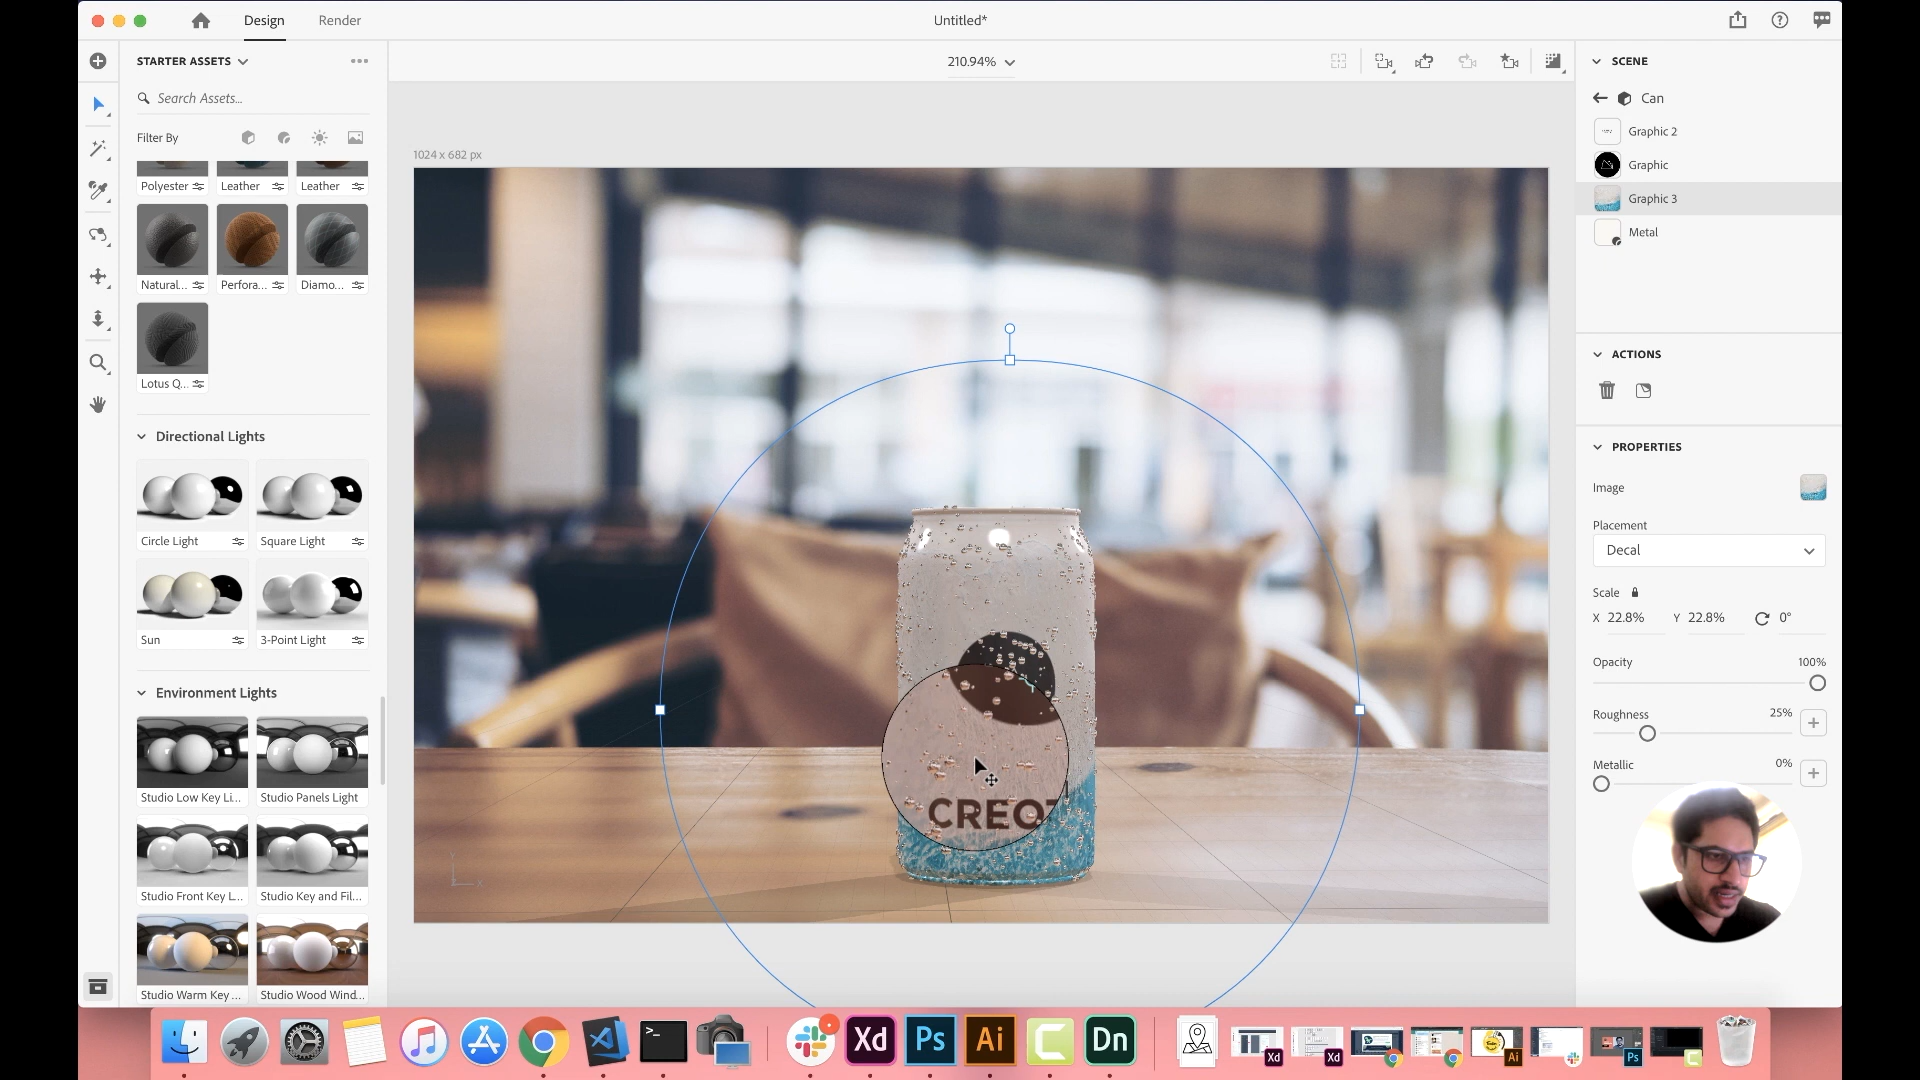 Design
Render
Untitled*
STARTER ASSETS
Search Assets...
Filter By
Polyester
Leather
Leather
Natural...
Perfora...
Diamo...
Lotus Q...
Directional Lights
Circle Light
Square Light
Sun
3-Point Light
Environment Lights
Studio Low Key Li...
Studio Panels Light
Studio Front Key L...
Studio Key and Fil...
Studio Warm Key ...
Studio Wood Wind...
210.94%
1024 x 682 px
CREO
SCENE
Can
Graphic 2
Graphic
Graphic 3
Metal
ACTIONS
PROPERTIES
Image
Placement
Decal
Scale
X 22.8%
Y 22.8%
0°
Opacity
100%
Roughness
25%
Metallic
0%
Xd
Ps
Ai
Dn
Xd
Xd
Ai
Ps